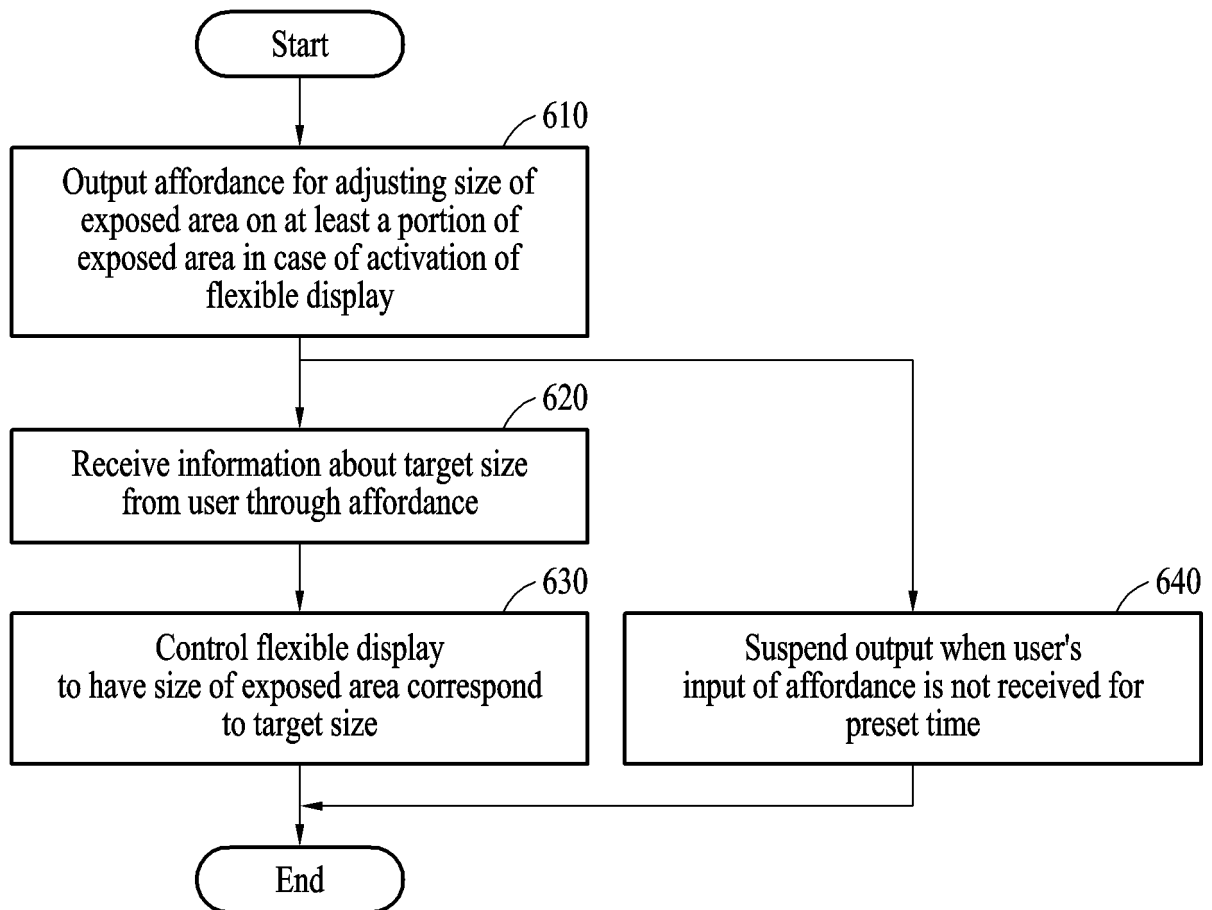 Start
610
Output affordance for adjusting size of
exposed area on at least a portion of
exposed area in case of activation of
flexible display
620
Receive information about target size
from user through affordance
630
Control flexible display
to have size of exposed area correspond
to target size
640
Suspend output when user's
input of affordance is not received for
preset time
End